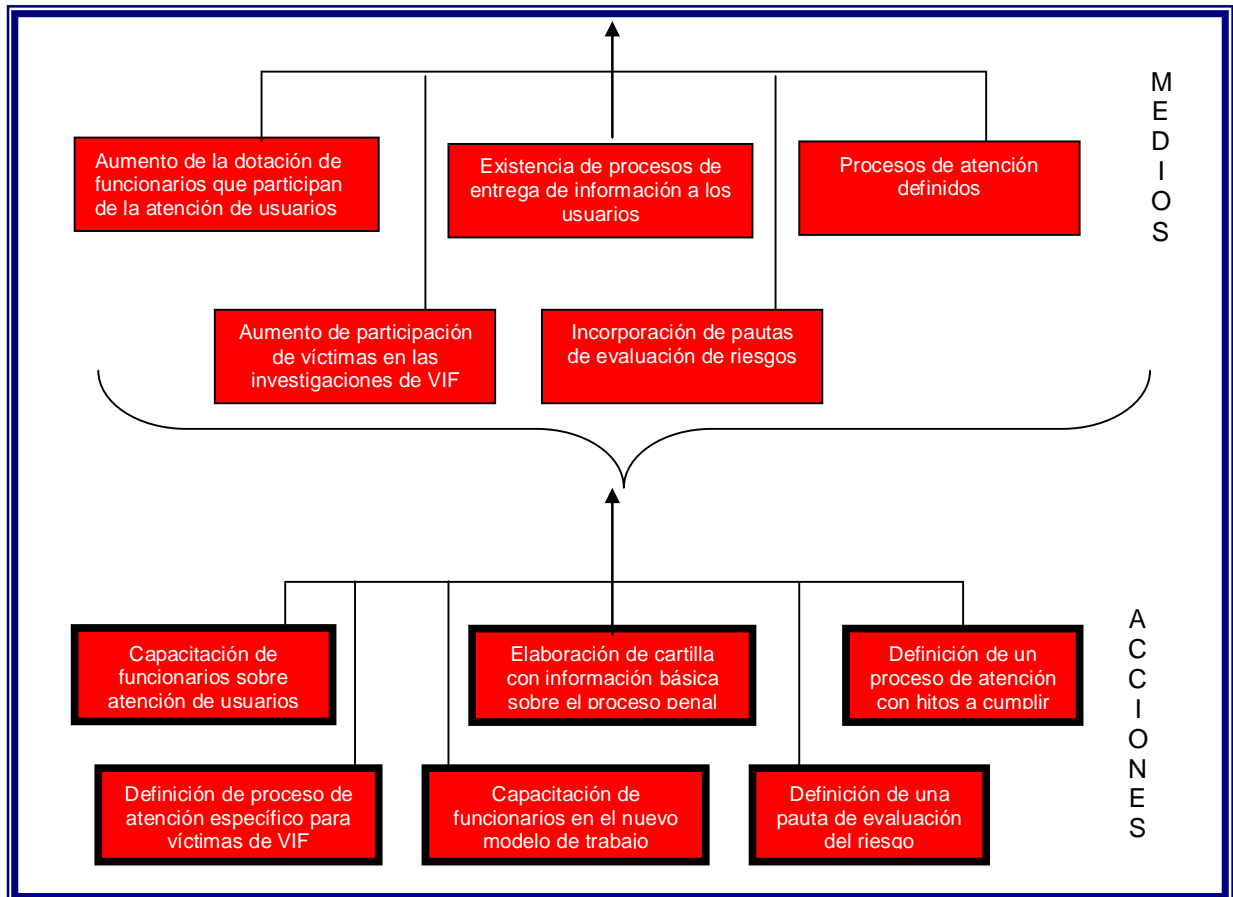 Aumento de la dotación de
funcionarios que participan
de la atención de usuarios
Existencia de procesos de
entrega de información a los
usuarios
Procesos de atención
definidos
Aumento de participación
de víctimas en las
investigaciones de VIF
Incorporación de pautas
de evaluación de riesgos
M
E
D
I
O
S
Capacitación de
funcionarios sobre
atención de usuarios
Elaboración de cartilla
con información básica
sobre el proceso penal
Definición de un
proceso de atención
con hitos a cumplir
Definición de proceso de
atención específico para
víctimas de VIF
Capacitación de
funcionarios en el nuevo
modelo de trabajo
Definición de una
pauta de evaluación
del riesgo
A
C
C
I
O
N
E
S